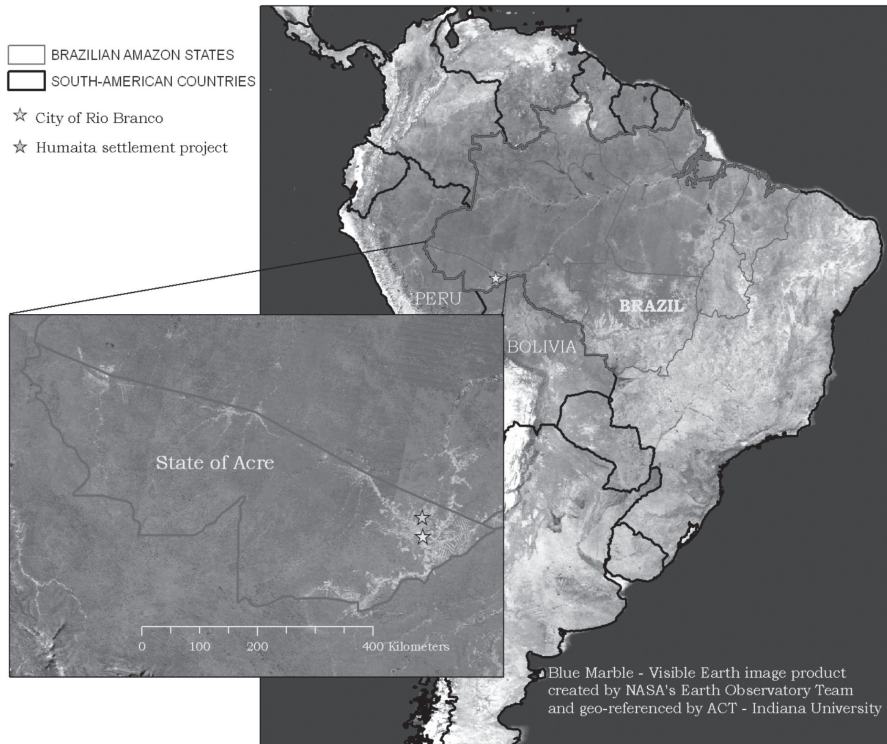 BRAZILIAN AMAZON STATES
SOUTH-AMERICAN COUNTRIES
City of Rio Branco
Humaita settlement project
PERU
BRAZIL
BOLIVIA
State of Acre
0 100 200 400 Kilometers
Blue Marble - Visible Earth image product
created by NASA's Earth Observatory Team
and geo-referenced by ACT - Indiana University